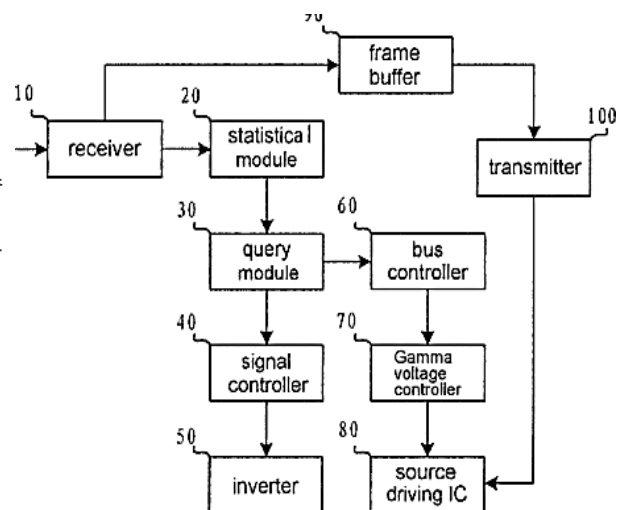 90
frame
buffer
10
20
100
receiver
statistical
module
transmitter
30
60
query
module
bus
controller
40
70
signal
controller
Gamma
voltage
controller
50
80
inverter
source
driving IC